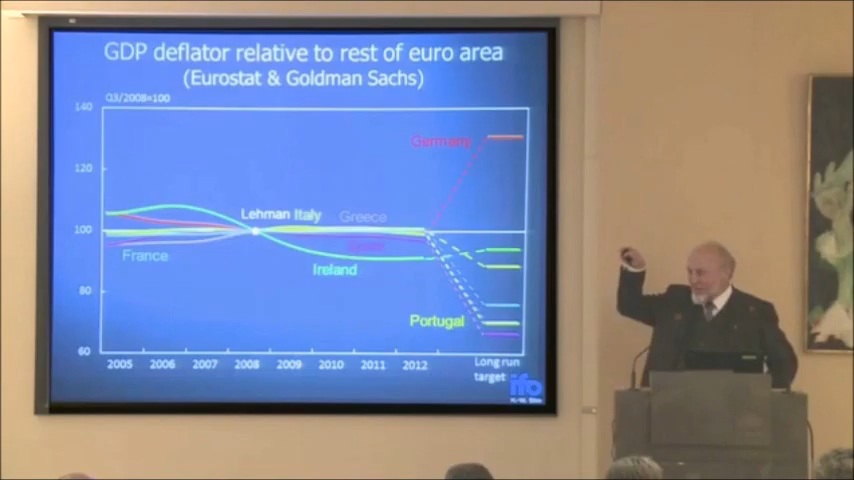 GDP deflator relative to rest of euro area
(Eurostat & Goldman Sachs)
Q3/2008=100
140
120
100
80
60
Germany
Lehman Italy
Greece
France
Ireland
Portugal
2005 2006 2007 2008 2009 2010 2011 2012
Long run
target
ifo